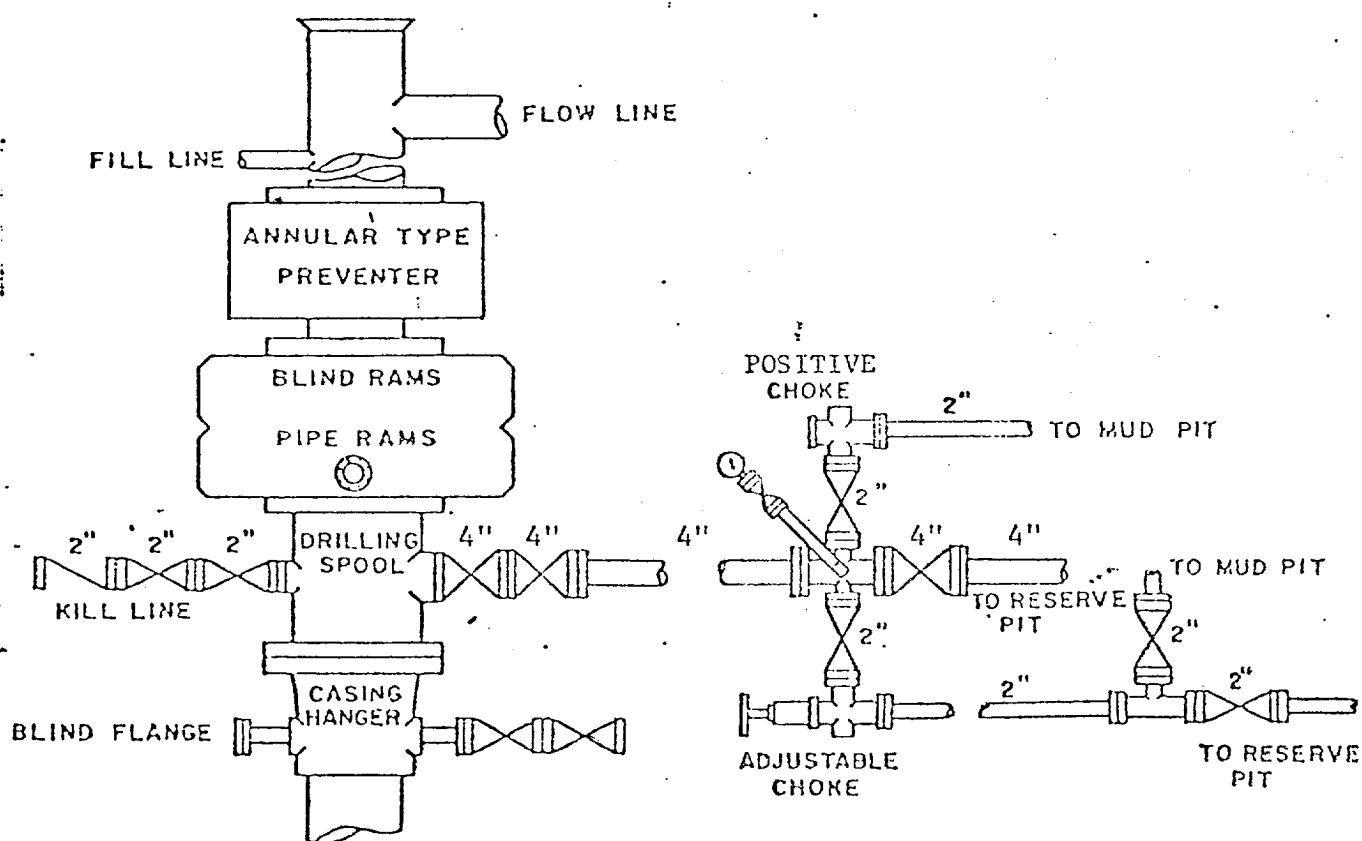 FLOW LINE
FILL LINE
ANNULAR TYPE
PREVENTER
BLIND RAMS
PIPE RAMS
POSITIVE
CHOKE
2"
TO MUD PIT
2"
2" 2" 2"
DRILLING
SPOOL
4" 4" 4"
4" 4"
KILL LINE
TO RESERVE
PIT
TO MUD PIT
2"
2"
CASING
HANGER
BLIND FLANGE
2" 2"
ADJUSTABLE
CHOKE
TO RESERVE
PIT